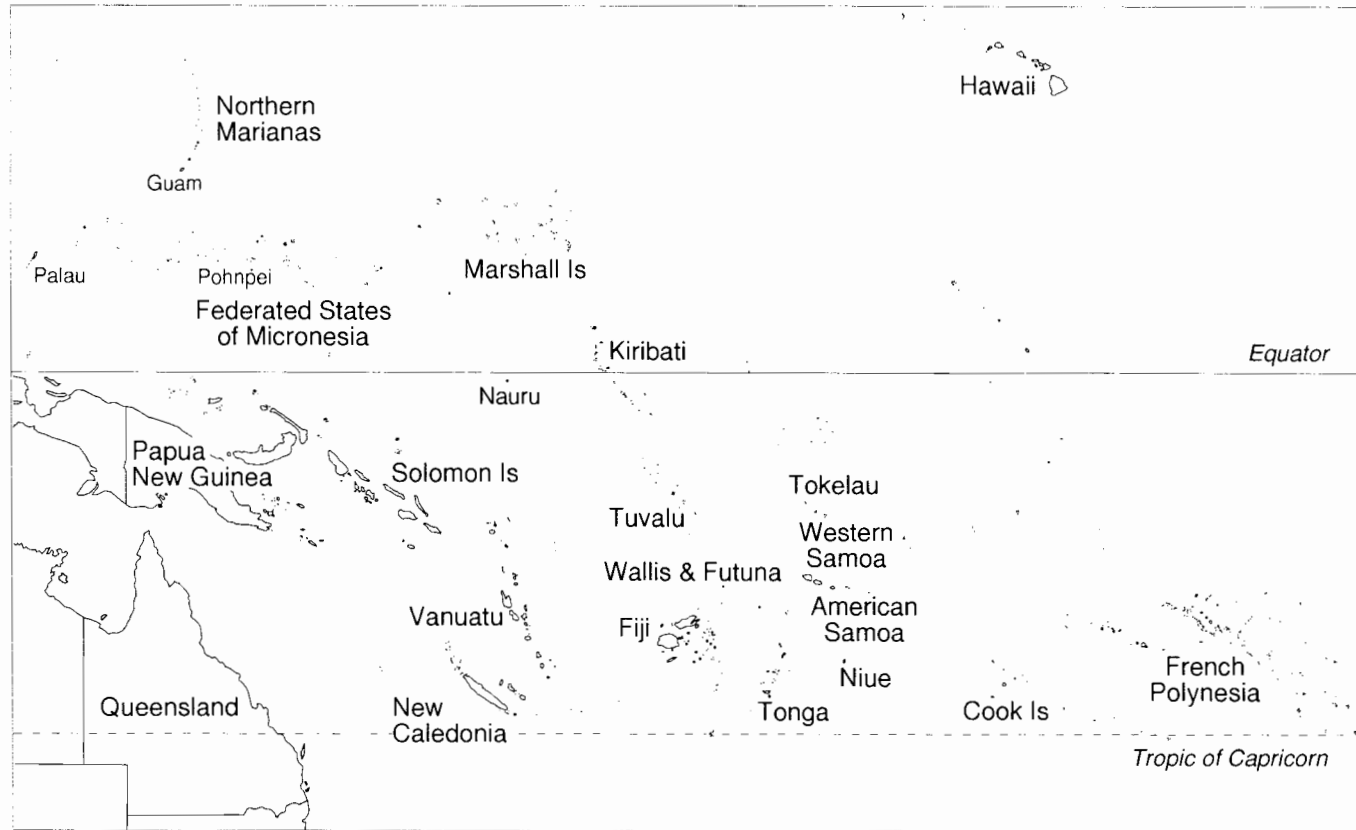 Hawaii
Northern
Marianas
Guam
Palau
Pohnpei
Marshall Is
Federated States
of Micronesia
Kiribati
Equator
Nauru
Papua
New Guinea
Solomon Is
Tokelau
Tuvalu
Western
Samoa
Wallis & Futuna
Vanuatu
Fiji
American
Samoa
French
Polynesia
Niue
Queensland
New
Caledonia
Tonga
Cook Is
Tropic of Capricorn